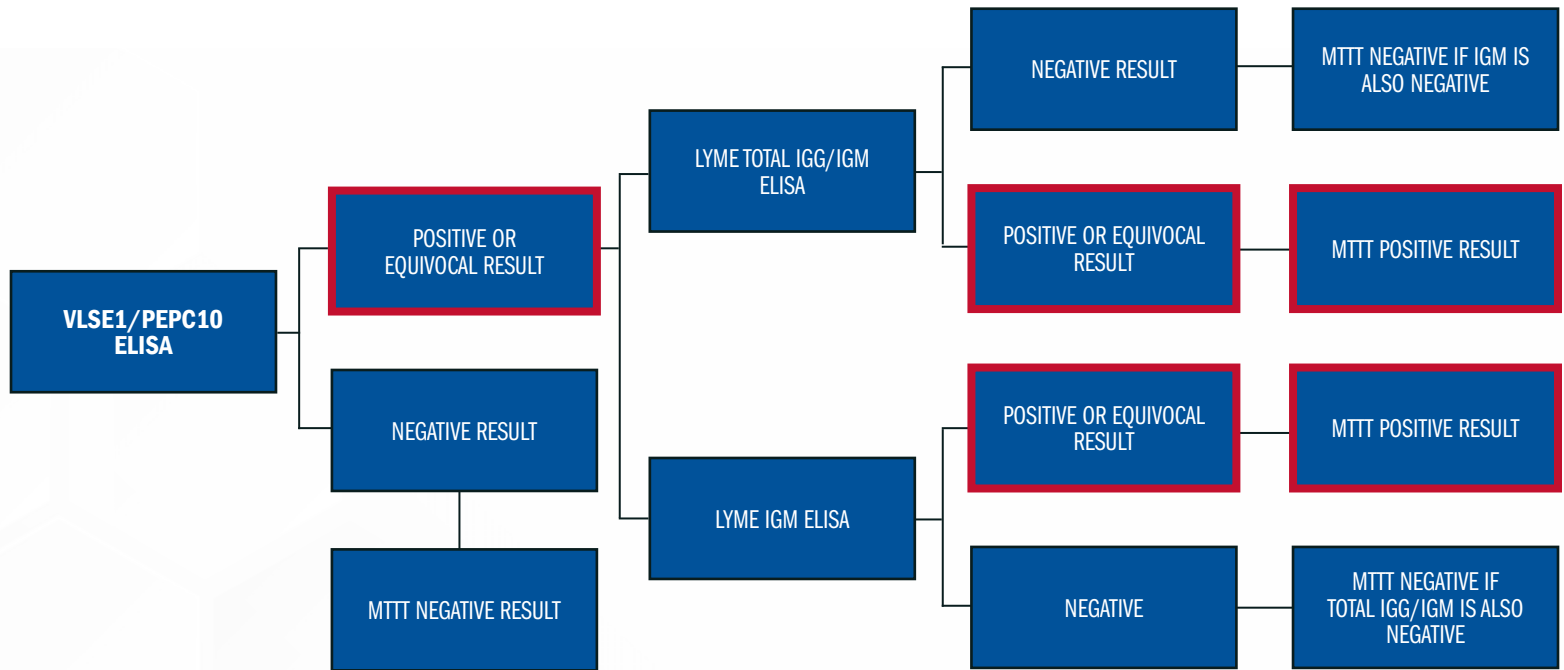 VLSE1/PEPC10
ELISA
POSITIVE OR
EQUIVOCAL RESULT
NEGATIVE RESULT
MTTT NEGATIVE RESULT
LYME TOTAL IGG/IGM
ELISA
LYME IGM ELISA
NEGATIVE RESULT
MTTT NEGATIVE IF IGM IS
ALSO NEGATIVE
POSITIVE OR EQUIVOCAL
RESULT
MTTT POSITIVE RESULT
POSITIVE OR EQUIVOCAL
RESULT
MTTT POSITIVE RESULT
NEGATIVE
MTTT NEGATIVE IF
TOTAL IGG/IGM IS ALSO
NEGATIVE